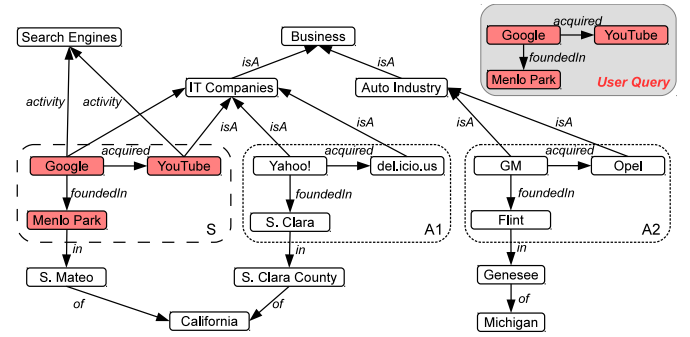 acquired
Google
YouTube
foundedIn
Menlo Park
User Query
Search Engines
Business
isA
isA
IT Companies
Auto Industry
activity
activity
isA
isA
isA
isA
isA
acquired
Google
YouTube
foundedIn
Menlo Park
S
acquired
Yahoo!
del.icio.us
foundedIn
S. Clara
A1
acquired
GM
Opel
foundedIn
Flint
A2
in
in
in
S. Mateo
S. Clara County
Genesee
of
of
of
California
Michigan